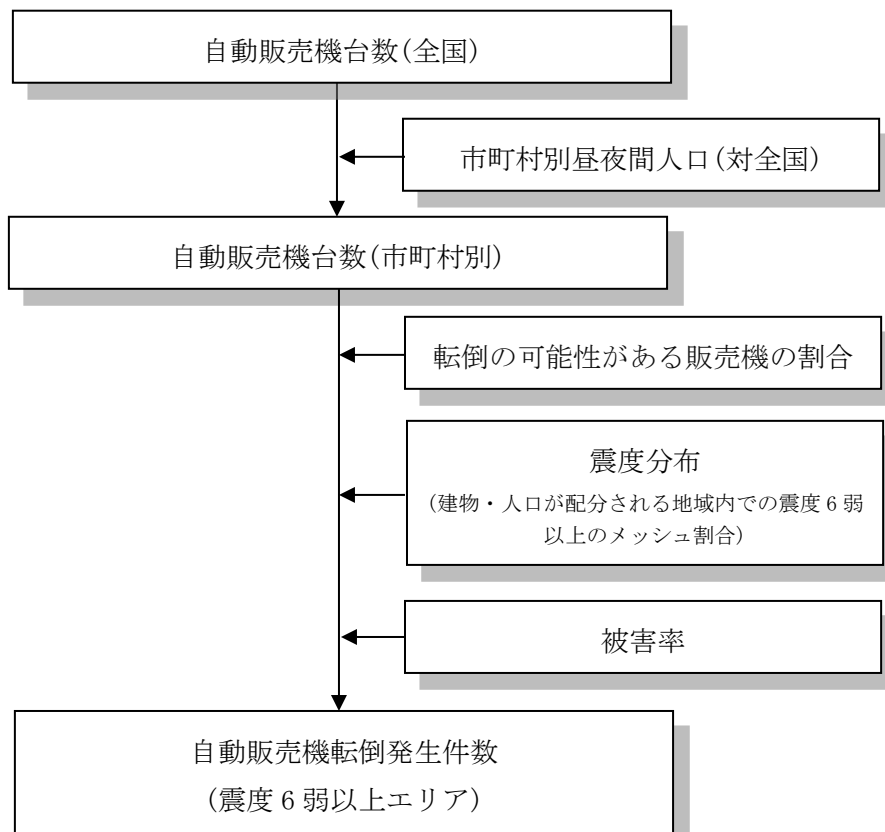 自動販売機台数(全国)
市町村別昼夜間人口(対全国)
自動販売機台数(市町村別)
転倒の可能性がある販売機の割合
震度分布
(建物・人口が配分される地域内での震度6弱
以上のメッシュ割合)
被害率
自動販売機転倒発生件数
(震度6弱以上エリア)